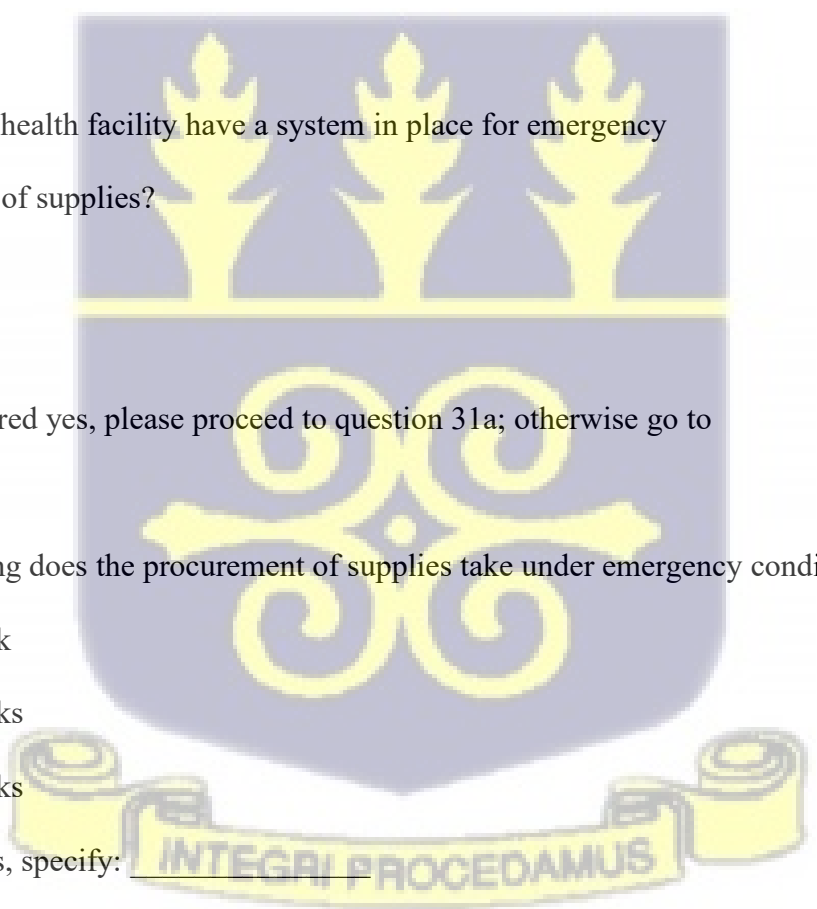 health facility have a system in place for emergency
of supplies?
red yes, please proceed to question 31a; otherwise go to
ng does the procurement of supplies take under emergency condi
k
ks
ks
s, specify: _______________
INTEGRI PROCEDAMUS